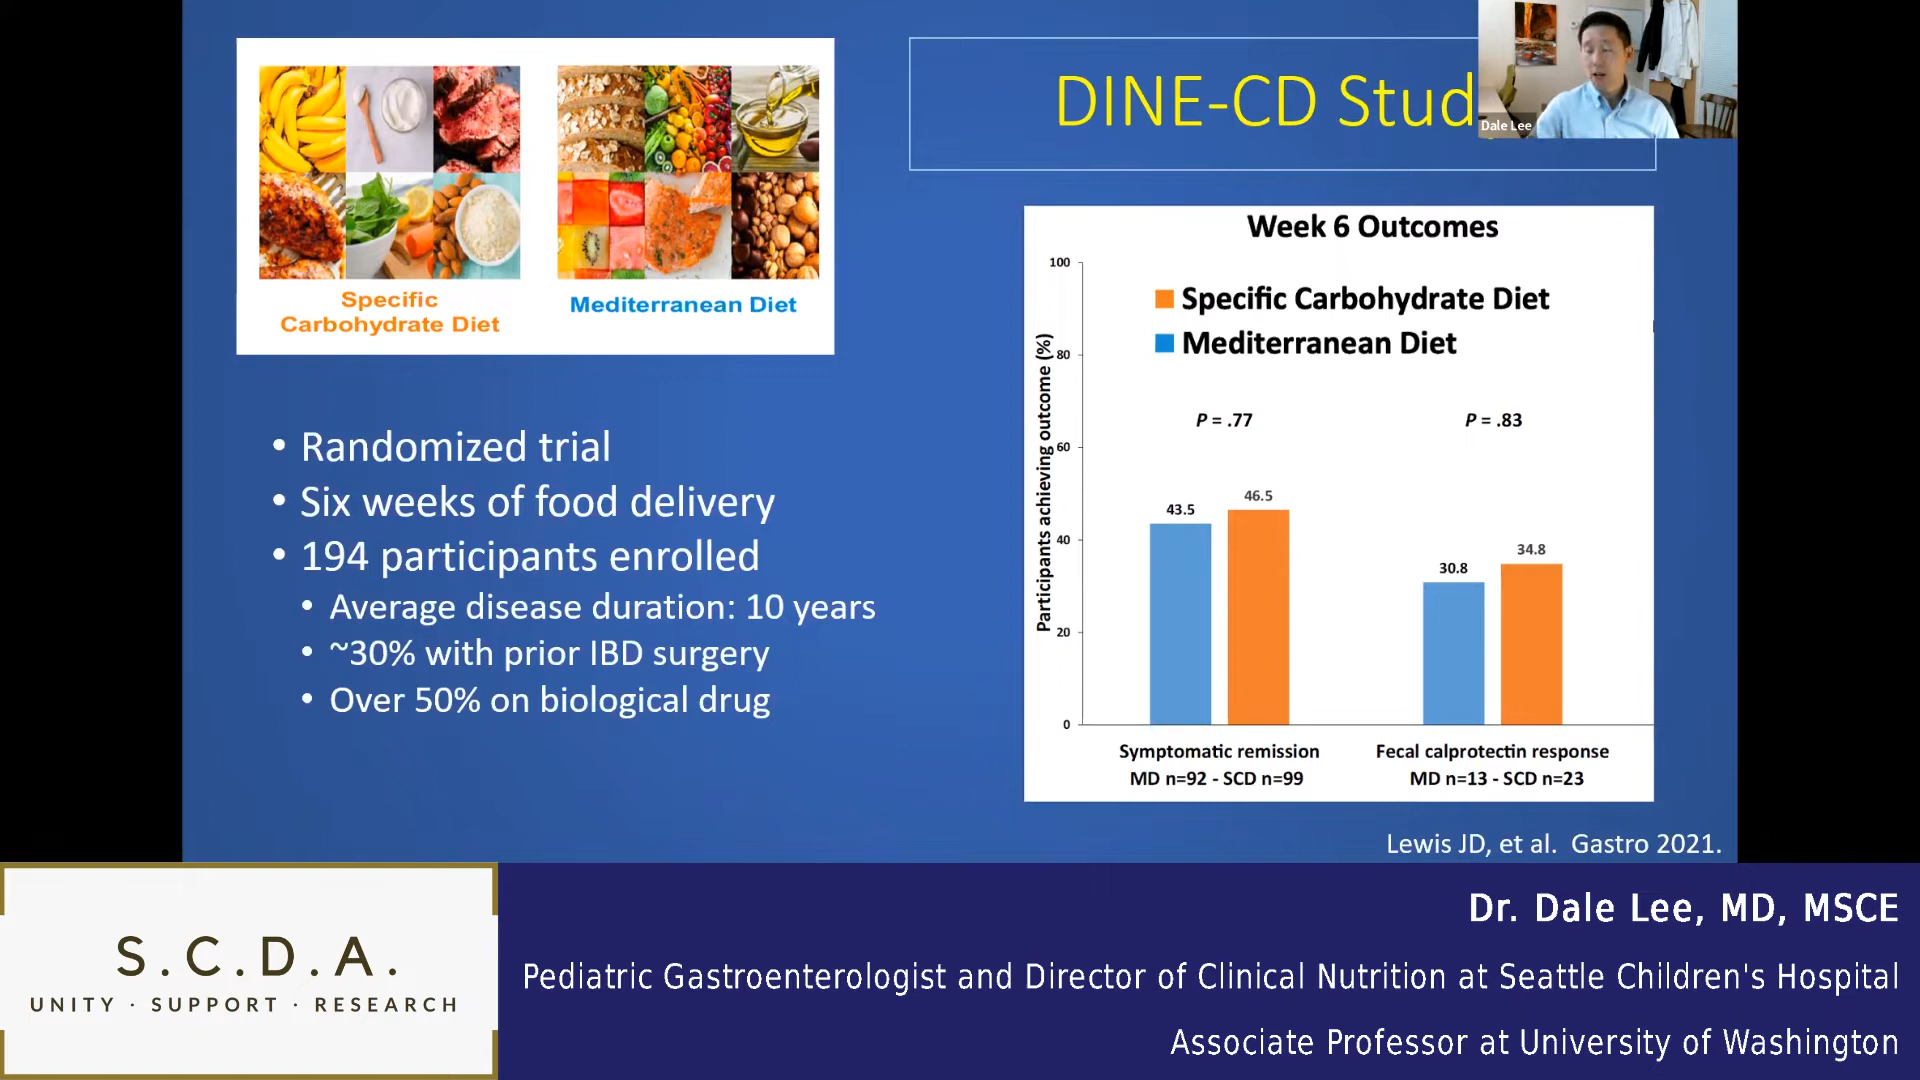 DINE-CD Stud
Dale Lee
Specific
Carbohydrate Diet
Mediterranean Diet
• Randomized trial
• Six weeks of food delivery
• 194 participants enrolled
• Average disease duration: 10 years
• ~30% with prior IBD surgery
• Over 50% on biological drug
Week 6 Outcomes
Specific Carbohydrate Diet
Mediterranean Diet
Participants achieving outcome (%)
100
80
60
40
20
0
P = .77
P = .83
43.5
46.5
30.8
34.8
Symptomatic remission
MD n=92 - SCD n=99
Fecal calprotectin response
MD n=13 - SCD n=23
Lewis JD, et al.  Gastro 2021.
S.C.D.A.
UNITY · SUPPORT · RESEARCH
Dr. Dale Lee, MD, MSCE
Pediatric Gastroenterologist and Director of Clinical Nutrition at Seattle Children's Hospital
Associate Professor at University of Washington